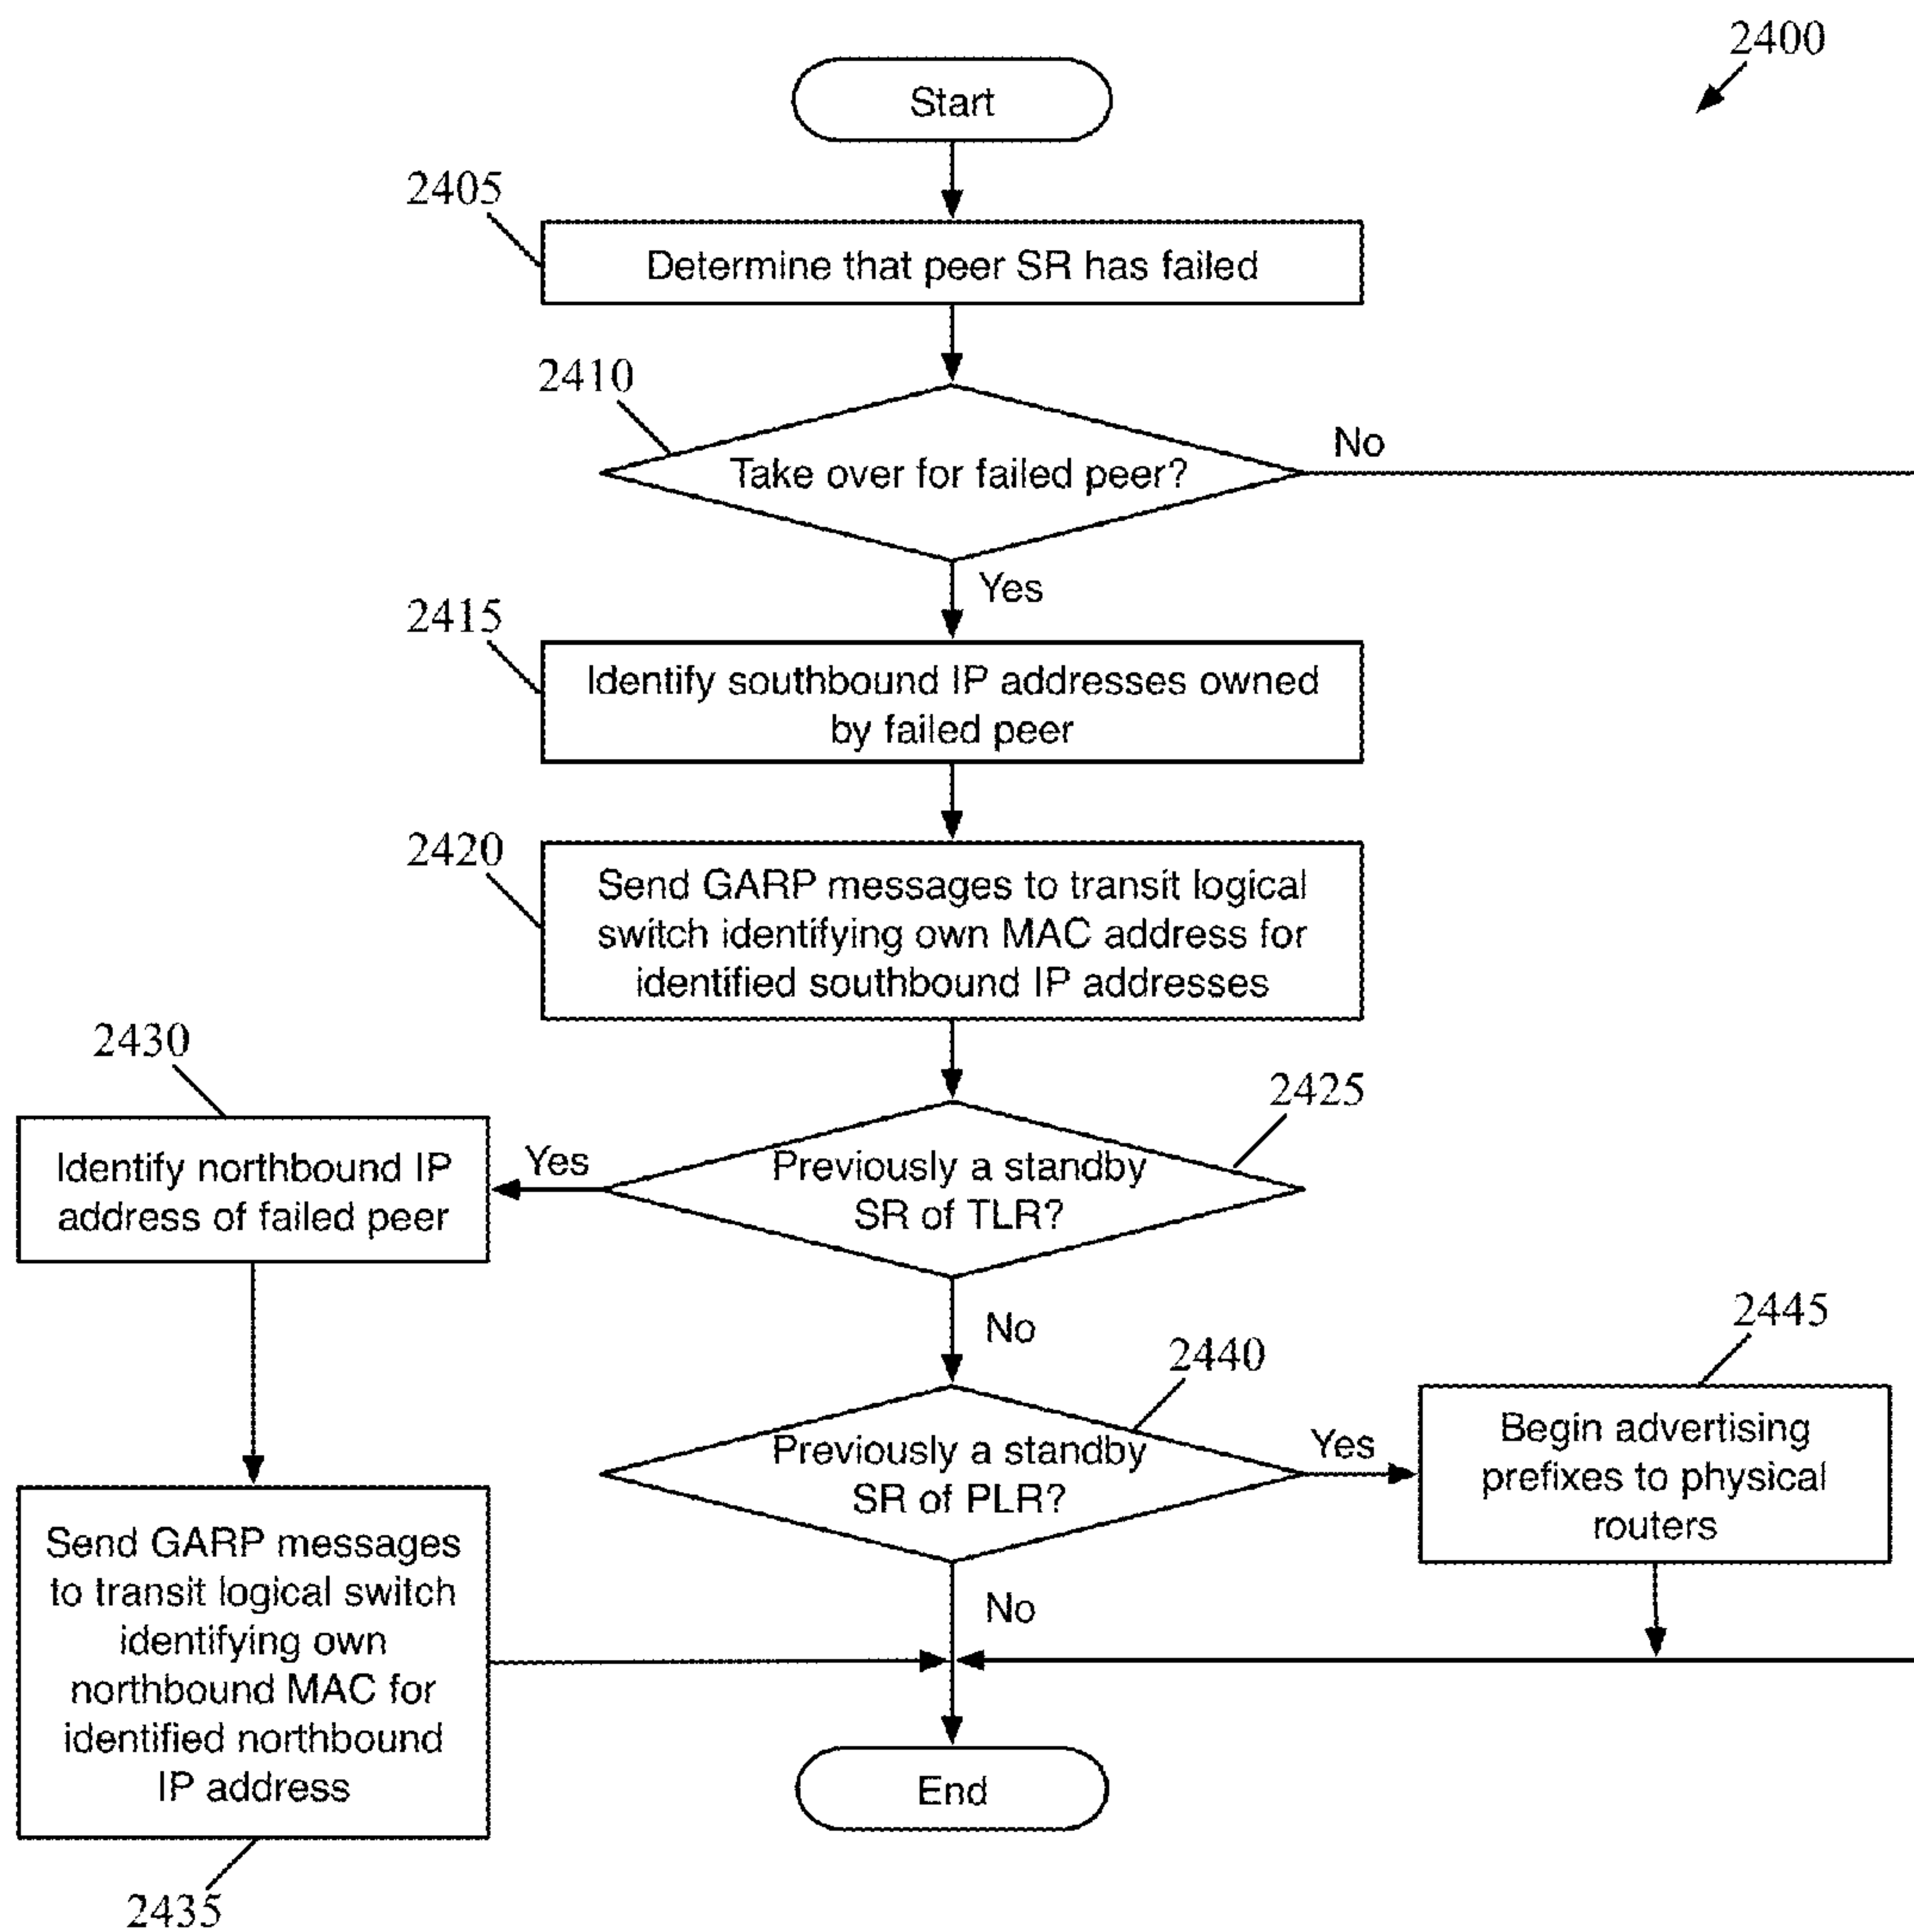 2400
Start
2405
Determine that peer SR has failed
2410
Take over for failed peer?
No
Yes
2415
Identify southbound IP addresses owned
by failed peer
2420
Send GARP messages to transit logical
switch identifying own MAC address for
identified southbound IP addresses
2425
Previously a standby
SR of TLR?
Yes
2430
Identify northbound IP
address of failed peer
No
2435
Send GARP messages
to transit logical switch
identifying own
northbound MAC for
identified northbound
IP address
2440
Previously a standby
SR of PLR?
Yes
2445
Begin advertising
prefixes to physical
routers
No
End